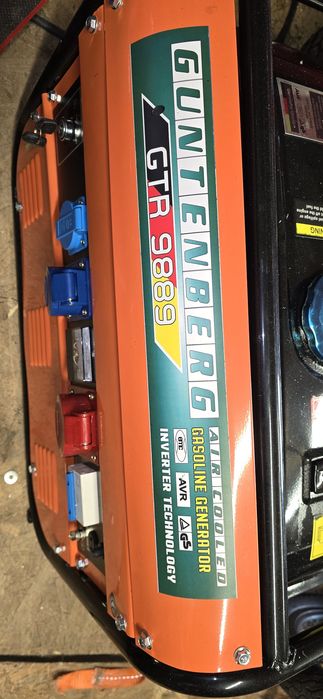 GUNTENBERG
GTR 9889
AIR COOLED
GASOLINE GENERATOR
INVERTER TECHNOLOGY
AVR
GS